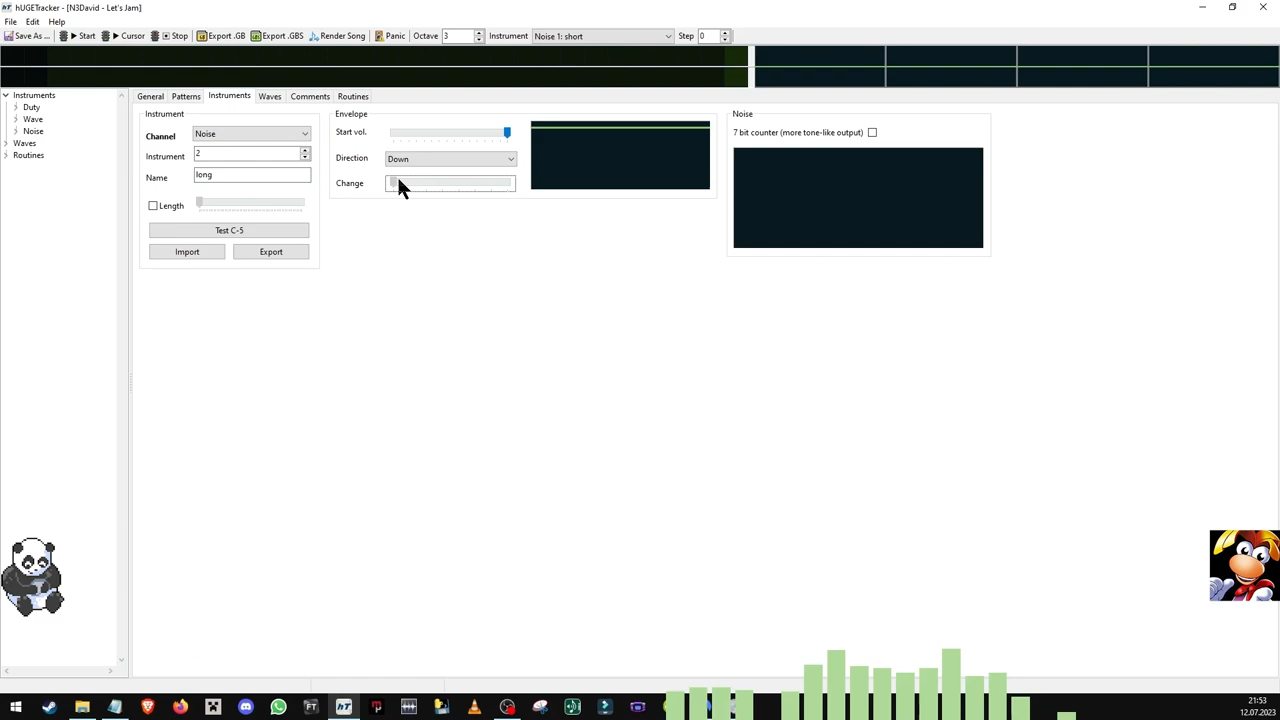 hUGETracker - [N3David - Let's Jam]
File Edit Help
Save As ... Start Cursor Stop Export .GB Export .GBS Render Song Panic Octave 3 Instrument Noise 1: short Step 0
Instruments
Duty
Wave
Noise
Waves
Routines
General Patterns Instruments Waves Comments Routines
Instrument
Channel Noise
Instrument 2
Name long
Length
Test C-5
Import Export
Envelope
Start vol.
Direction Down
Change
Noise
7 bit counter (more tone-like output)
FT
hT
21:53
12.07.2023